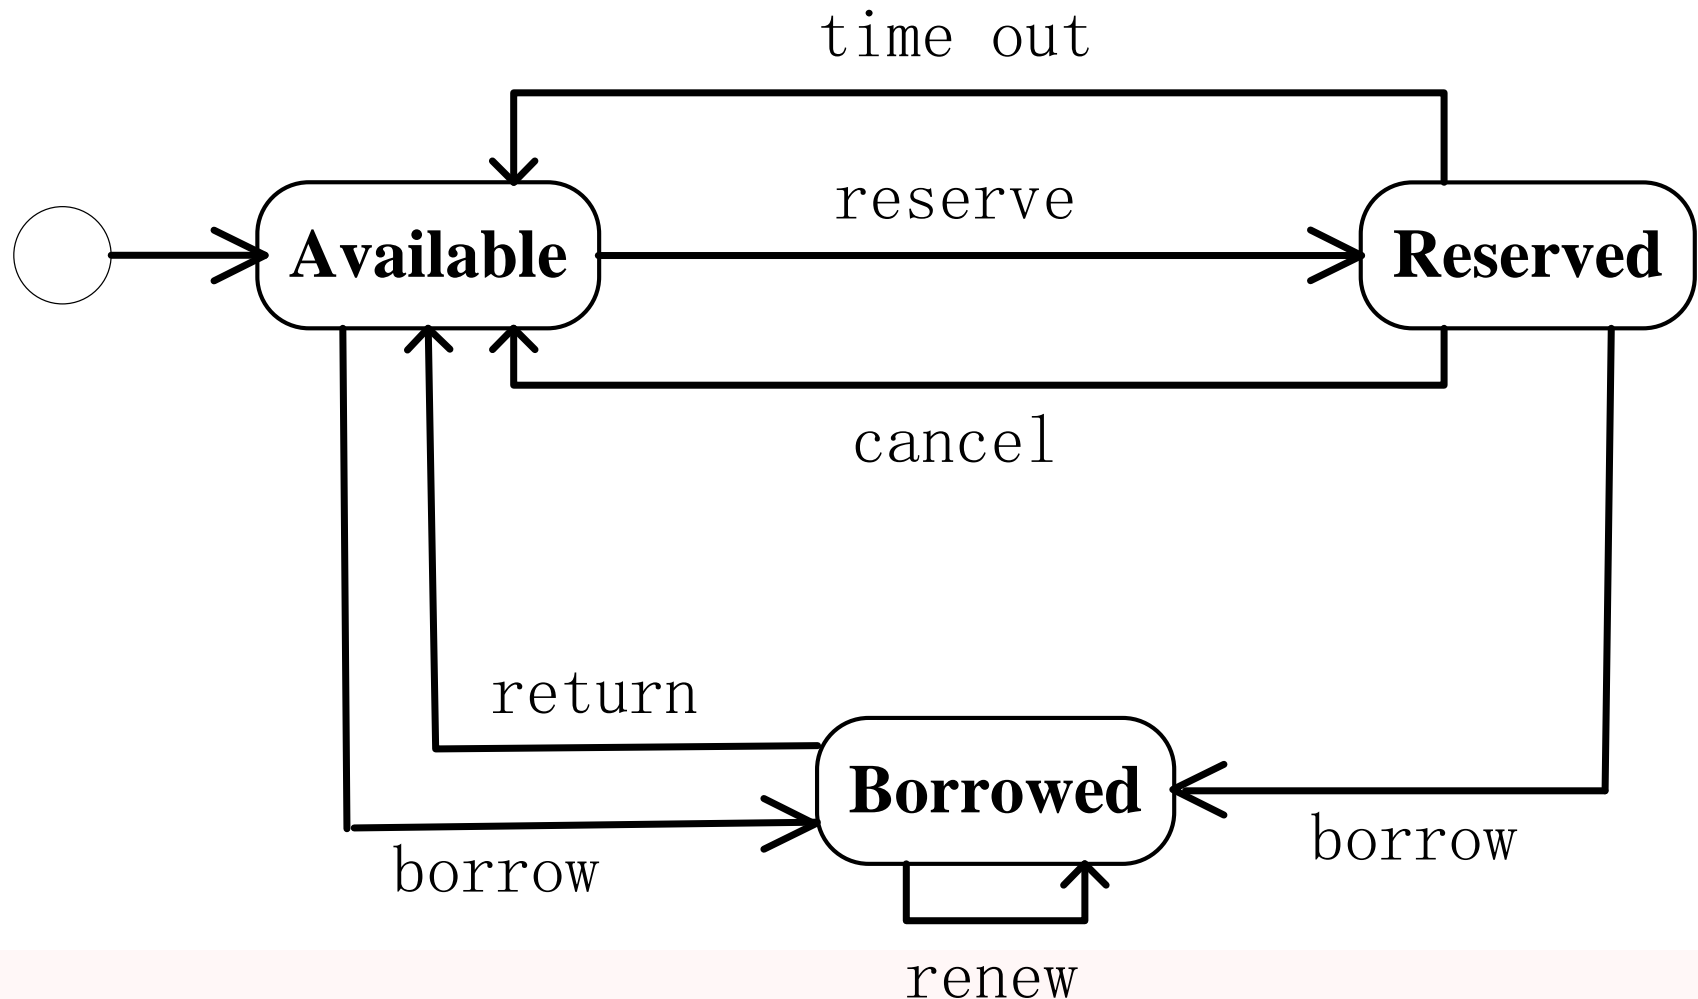 time out
reserve
Available
Reserved
cancel
return
Borrowed
borrow
borrow
renew